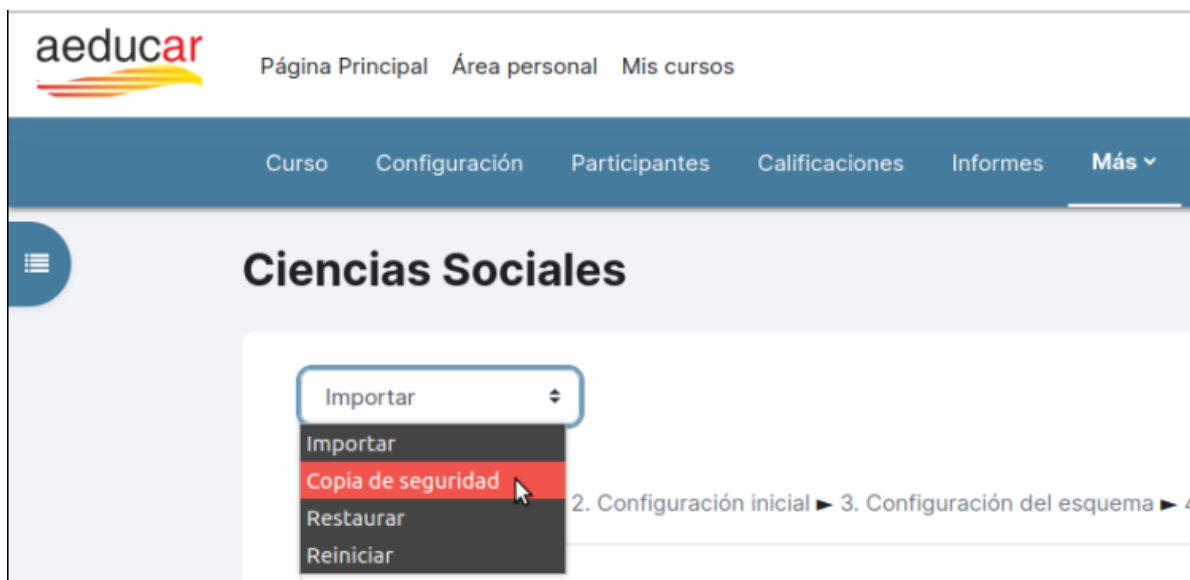 aeducar
Página Principal Área personal Mis cursos
Curso Configuración Participantes Calificaciones Informes Más
Ciencias Sociales
Importar
Importar
Copia de seguridad
2. Configuración inicial ► 3. Configuración del esquema ►
Restaurar
Reiniciar